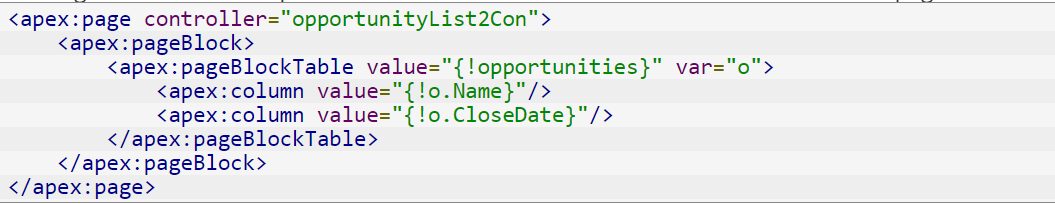 <apex:page controller="opportunityList2Con">
    <apex:pageBlock>
        <apex:pageBlockTable value="{!opportunities}" var="o">
            <apex:column value="{!o.Name}"/>
            <apex:column value="{!o.CloseDate}"/>
        </apex:pageBlockTable>
    </apex:pageBlock>
</apex:page>